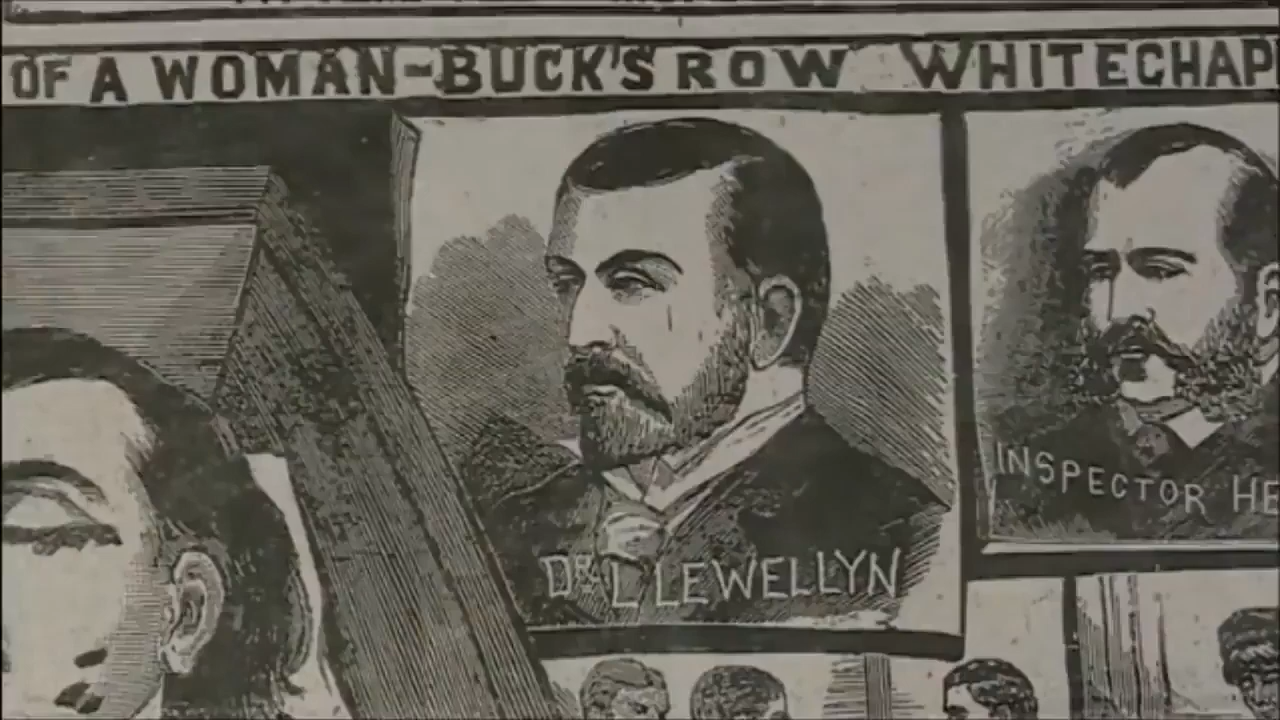 OF A WOMAN-BUCK'S ROW WHITECHAP
DR. LLEWELLYN
INSPECTOR HE